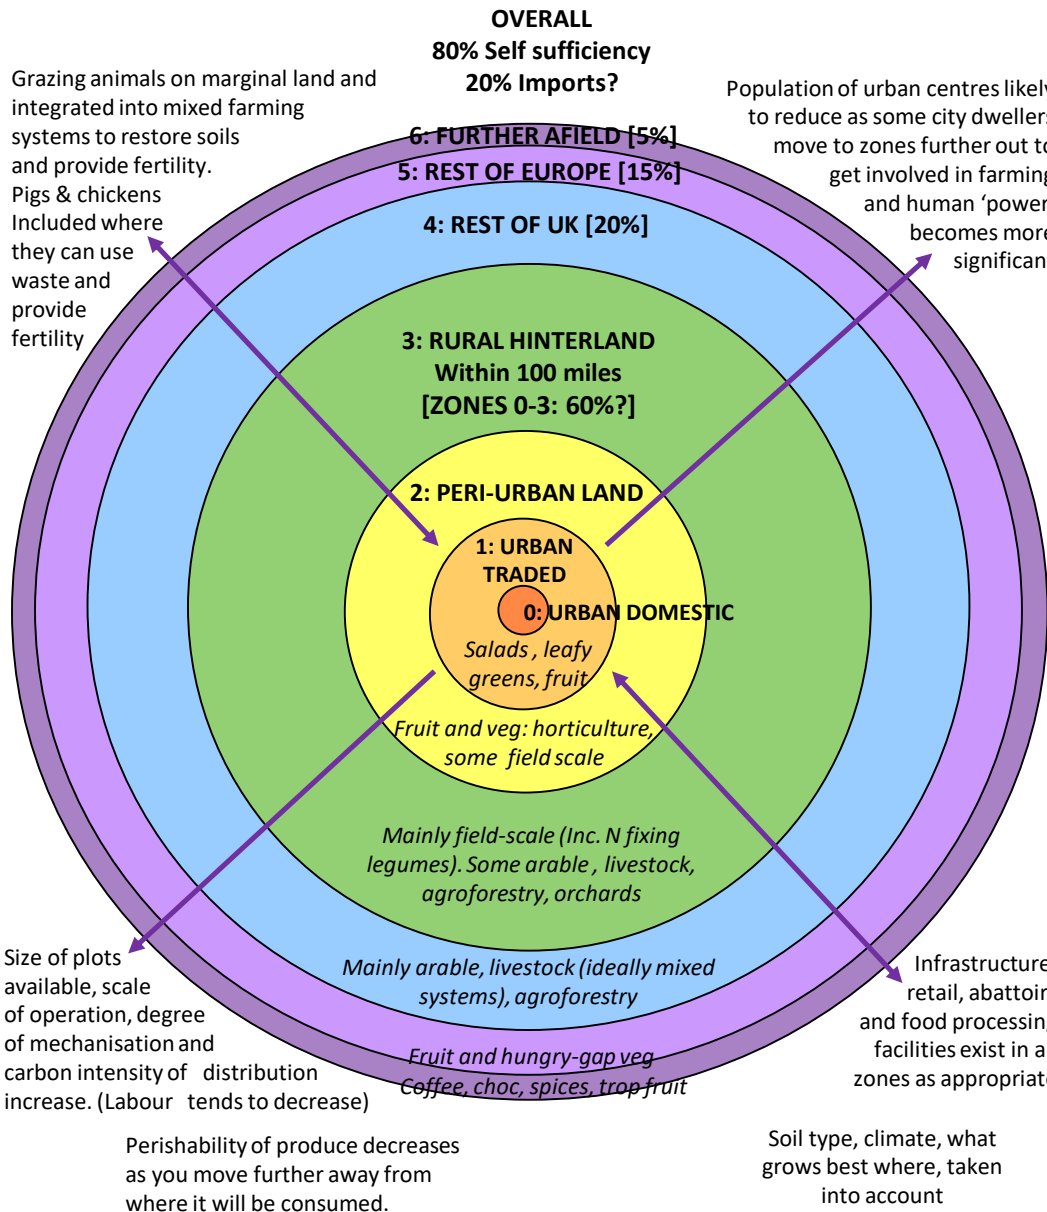 OVERALL
80% Self sufficiency
20% Imports?
Grazing animals on marginal land and
integrated into mixed farming
systems to restore soils
and provide fertility.
Pigs & chickens
Included where
they can use
waste and
provide
fertility
Population of urban centres likely
to reduce as some city dwellers
move to zones further out to
get involved in farming
and human ‘power
becomes more
significant
6: FURTHER AFIELD [5%]
5: REST OF EUROPE [15%]
4: REST OF UK [20%]
3: RURAL HINTERLAND
Within 100 miles
[ZONES 0-3: 60%?]
2: PERI-URBAN LAND
1: URBAN
TRADED
0: URBAN DOMESTIC
Salads , leafy
greens, fruit
Fruit and veg: horticulture,
some field scale
Mainly field-scale (Inc. N fixing
legumes). Some arable , livestock,
agroforestry, orchards
Mainly arable, livestock (ideally mixed
systems), agroforestry
Fruit and hungry-gap veg
Coffee, choc, spices, trop fruit
Size of plots
available, scale
of operation, degree
of mechanisation and
carbon intensity of distribution
increase. (Labour tends to decrease)
Infrastructure
retail, abattoir
and food processing
facilities exist in a
zones as appropriate
Perishability of produce decreases
as you move further away from
where it will be consumed.
Soil type, climate, what
grows best where, taken
into account